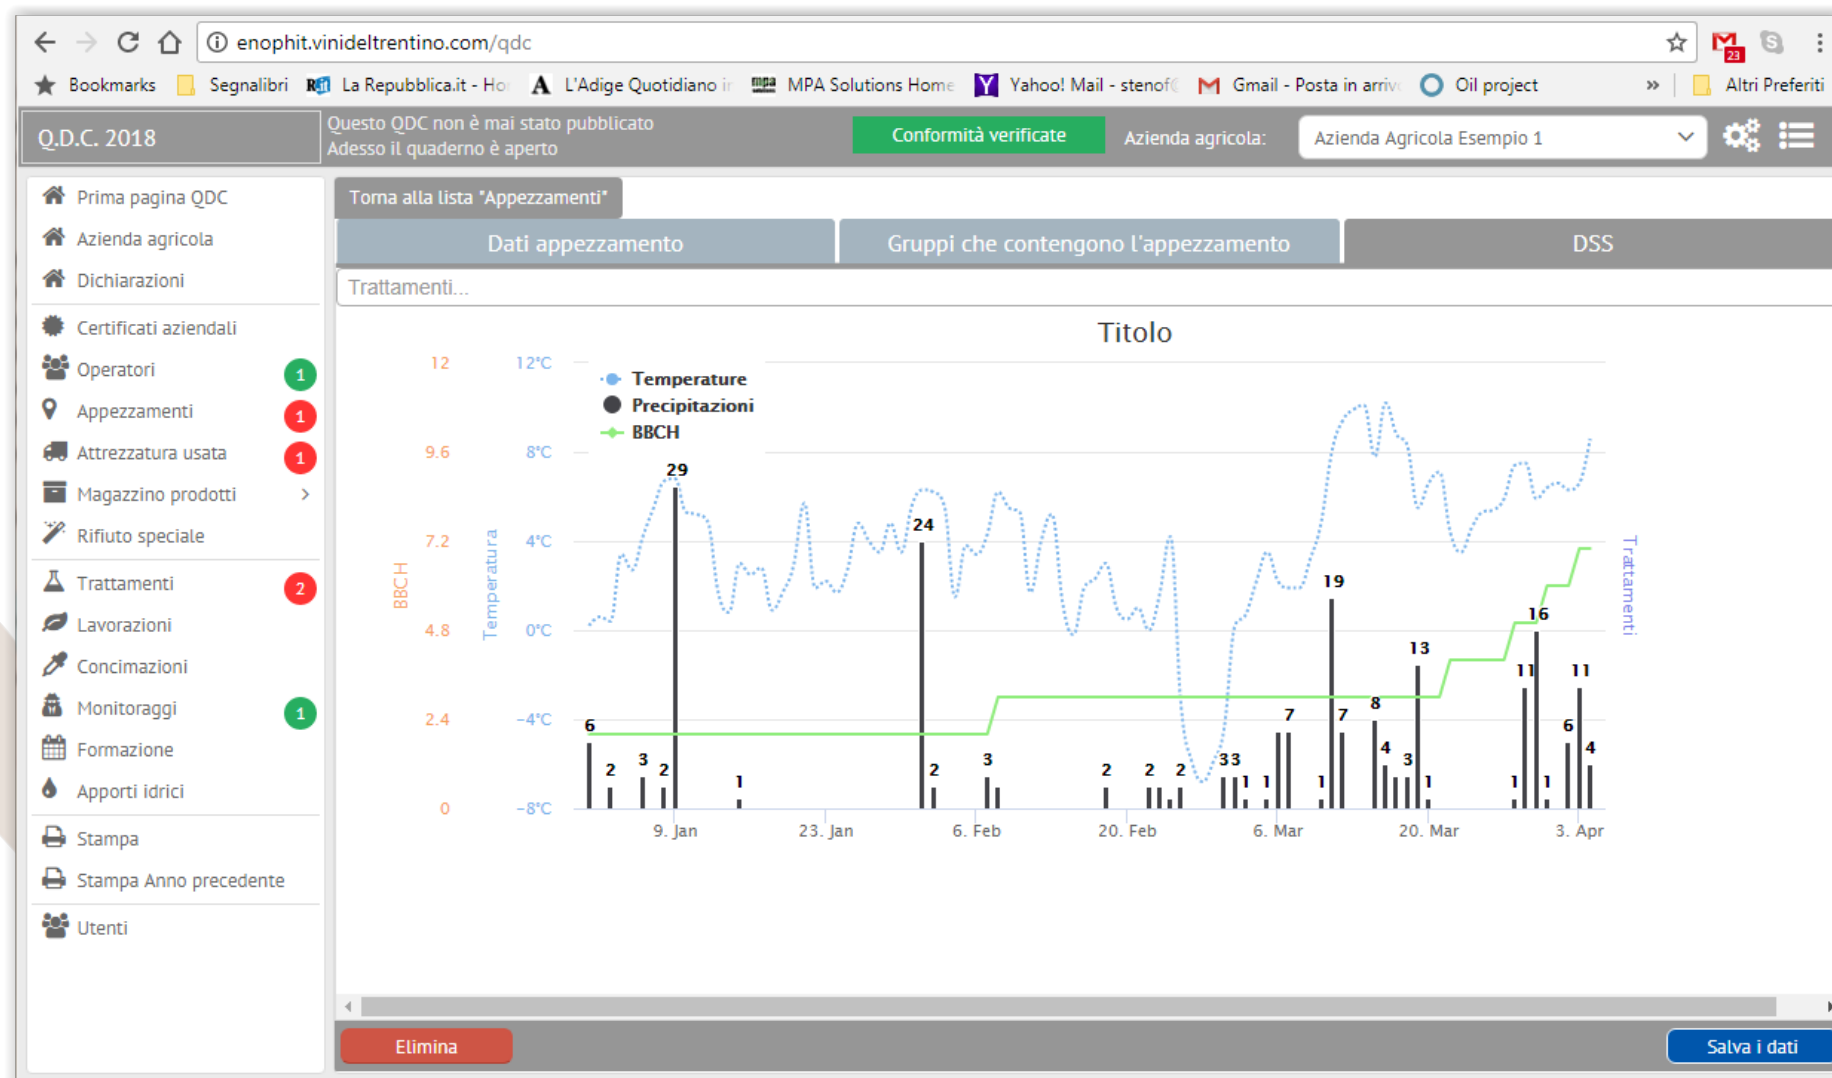 enophit.vinideltrentino.com/qdc
23
Bookmarks
Segnalibri
La Repubblica.it - Ho
L'Adige Quotidiano in
MPA Solutions Home
Yahoo! Mail - stenof
Gmail - Posta in arriv
Oil project
»
Altri Preferiti
Q.D.C. 2018
Questo QDC non è mai stato pubblicato
Adesso il quaderno è aperto
Conformità verificate
Azienda agricola:
Azienda Agricola Esempio 1
Prima pagina QDC
Azienda agricola
Dichiarazioni
Certificati aziendali
Operatori 1
Appezzamenti 1
Attrezzatura usata 1
Magazzino prodotti
Rifiuto speciale
Trattamenti 2
Lavorazioni
Concimazioni
Monitoraggi 1
Formazione
Apporti idrici
Stampa
Stampa Anno precedente
Utenti
Torna alla lista "Appezzamenti"
Dati appezzamento
Gruppi che contengono l'appezzamento
DSS
Trattamenti...
Titolo
Temperature
Precipitazioni
BBCH
12
9.6
7.2
4.8
2.4
0
BBCH
12°C
8°C
4°C
0°C
−4°C
−8°C
Temperatura
6
2
3
2
29
1
24
2
3
2
2
2
3
3
1
1
7
1
19
7
8
4
3
13
1
1
11
16
1
6
11
4
Trattamenti
9. Jan
23. Jan
6. Feb
20. Feb
6. Mar
20. Mar
3. Apr
Elimina
Salva i dati